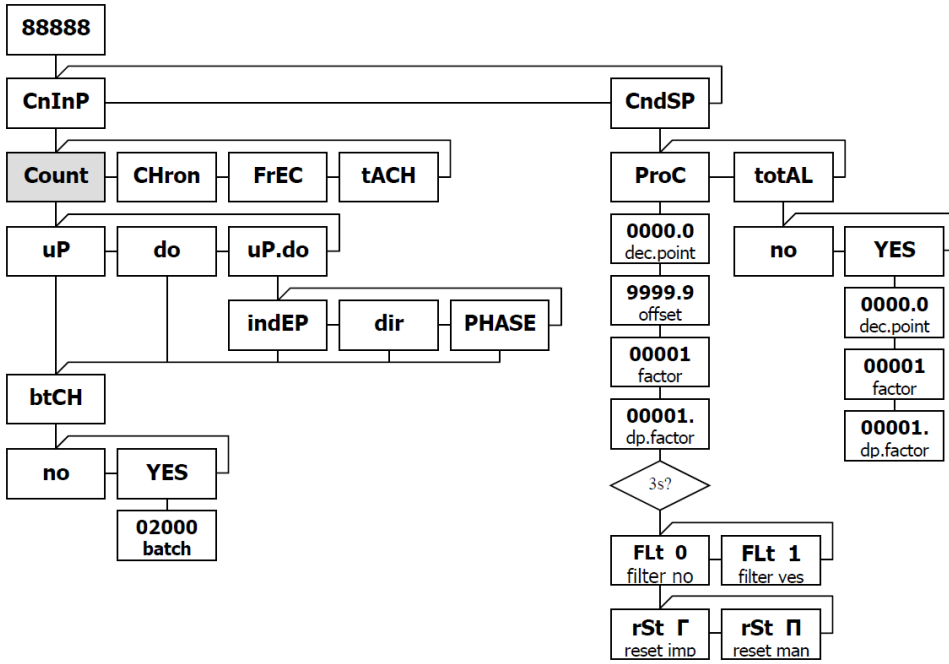 88888
CnInP
CndSP
Count
CHron
FrEC
tACH
ProC
totAL
uP
do
uP.do
0000.0
dec.point
no
YES
indEP
dir
PHASE
9999.9
offset
0000.0
dec.point
00001
factor
00001
factor
btCH
00001.
dp.factor
00001.
dp.factor
no
YES
3s?
02000
batch
FLt 0
filter no
FLt 1
filter yes
rSt Γ
reset imp
rSt Π
reset man